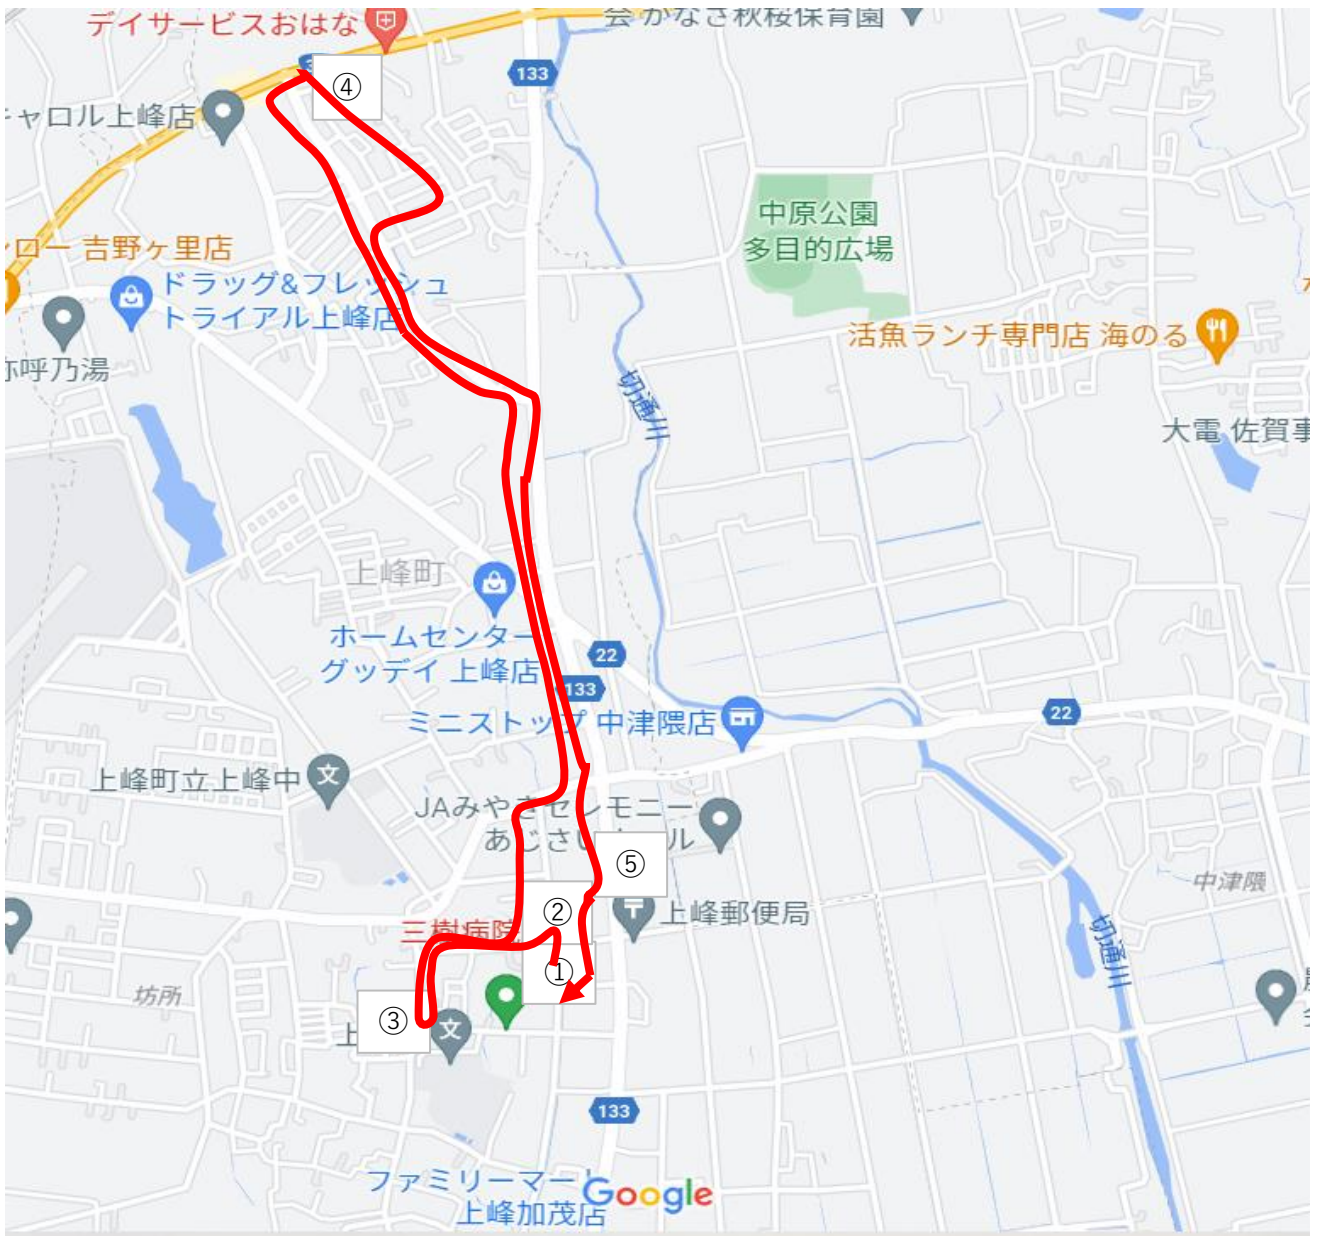 デイサービスおはな
会 かなさ秋桜保育園
133
④
ャロル上峰店
中原公園
多目的広場
ロー 吉野ヶ里店
ドラッグ&フレッシュ
トライアル上峰店
活魚ランチ専門店 海のる
弥呼乃湯
切通川
大電 佐賀事
上峰町
ホームセンター
グッデイ 上峰店
22
133
ミニストップ 中津隈店
22
上峰町立上峰中
文
JAみやきセレモニー
あじさい ル
⑤
中津隈
②
上峰郵便局
三樹病院
切通川
①
坊所
③
上
文
133
ファミリーマー
上峰加茂店
Google